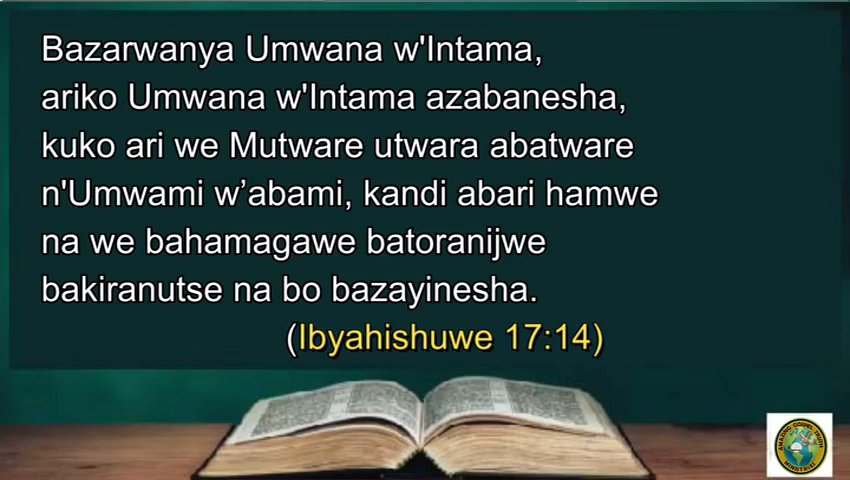 Bazarwanya Umwana w'Intama,
ariko Umwana w'Intama azabanesha,
kuko ari we Mutware utwara abatware
n'Umwami w’abami, kandi abari hamwe
na we bahamagawe batoranijwe
bakiranutse na bo bazayinesha.
(Ibyahishuwe 17:14)